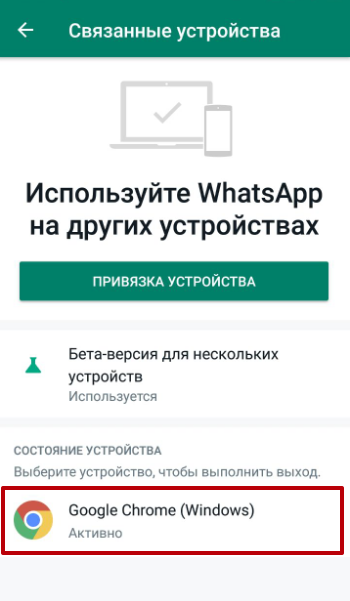 Связанные устройства
Используйте WhatsApp
на других устройствах
ПРИВЯЗКА УСТРОЙСТВА
Бета-версия для нескольких
устройств
Используется
СОСТОЯНИЕ УСТРОЙСТВА
Выберите устройство, чтобы выполнить выход.
Google Chrome (Windows)
Активно